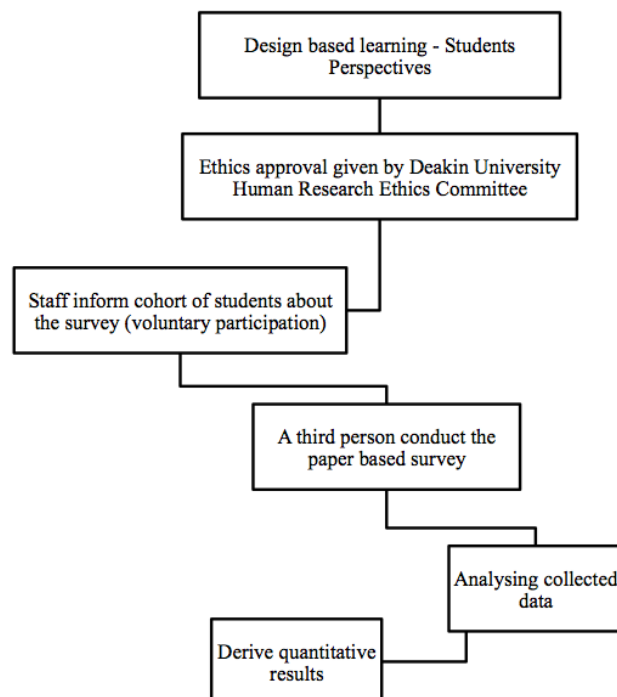 Design based learning - Students
Perspectives
Ethics approval given by Deakin University
Human Research Ethics Committee
Staff inform cohort of students about
the survey (voluntary participation)
A third person conduct the
paper based survey
Analysing collected
data
Derive quantitative
results